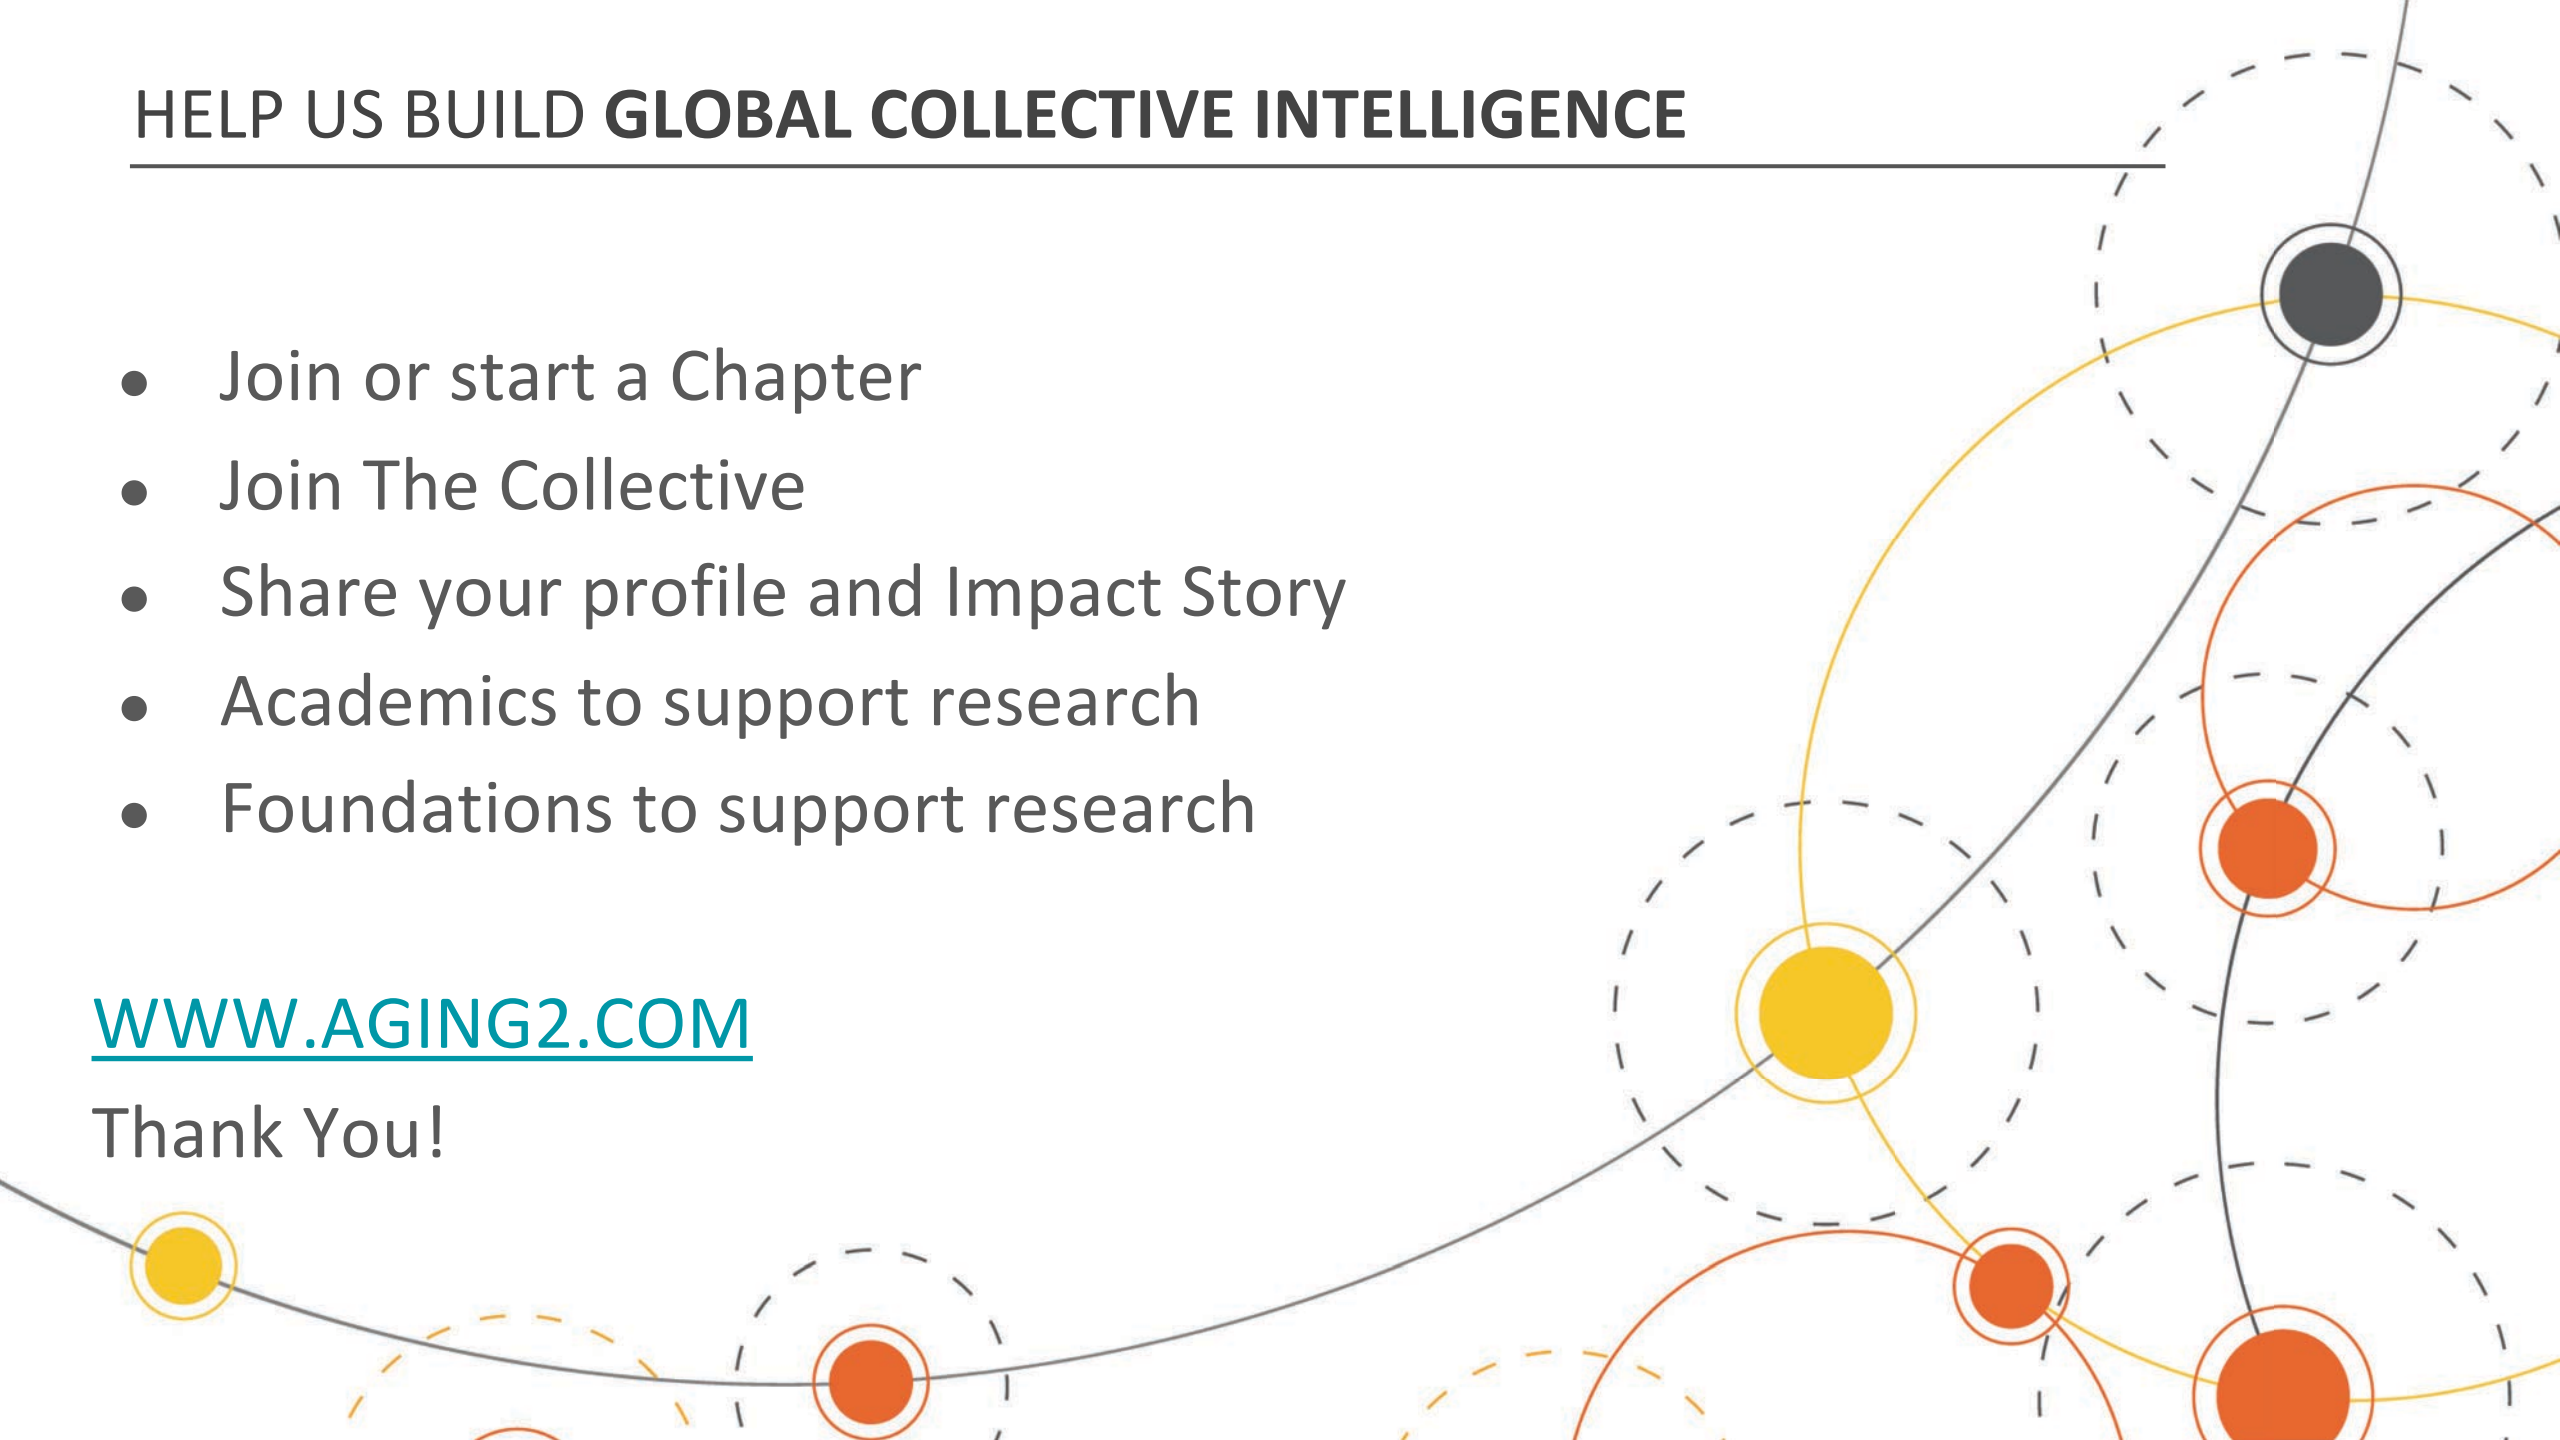 HELP US BUILD GLOBAL COLLECTIVE INTELLIGENCE
● Join or start a Chapter
● Join The Collective
● Share your profile and Impact Story
● Academics to support research
● Foundations to support research
WWW.AGING2.COM
Thank You!